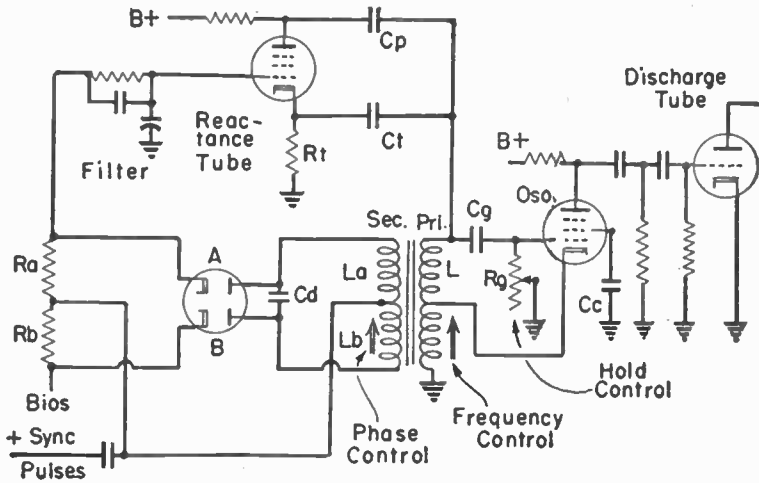 B+
Cp
Reac-
tance
Tube
Rt
Ct
Filter
Discharge
Tube
B+
Osc.
Sec.
Pri.
Cg
Ra
A
La
Cd
L
Rg
Cc
Rb
B
Lb
Bios
Hold
Control
Frequency
Control
Phase
Control
+ Sync
Pulses